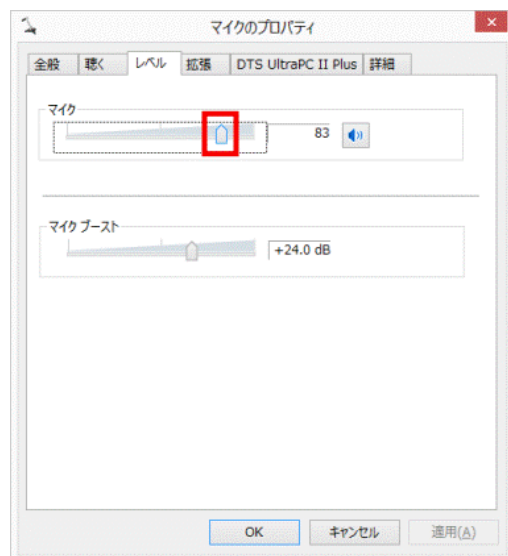 マイクのプロパティ
全般 聴く レベル 拡張 DTS UltraPC II Plus 詳細
マイク
83
マイク ブースト
+24.0 dB
OK キャンセル 適用(A)